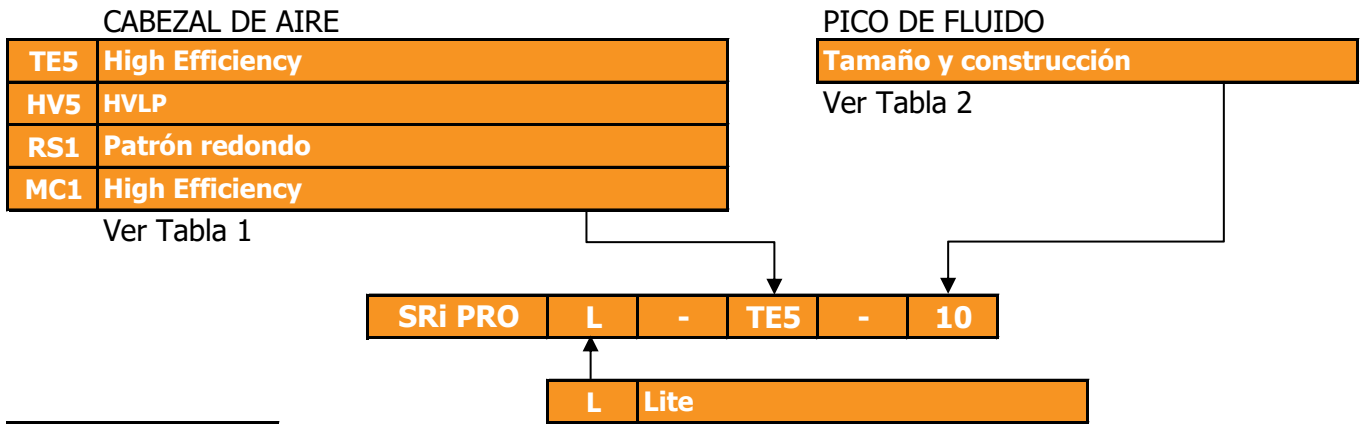 CABEZAL DE AIRE
TE5 High Efficiency
HV5 HVLP
RS1 Patrón redondo
MC1 High Efficiency
Ver Tabla 1
PICO DE FLUIDO
Tamaño y construcción
Ver Tabla 2
SRi PRO L - TE5 - 10
L Lite